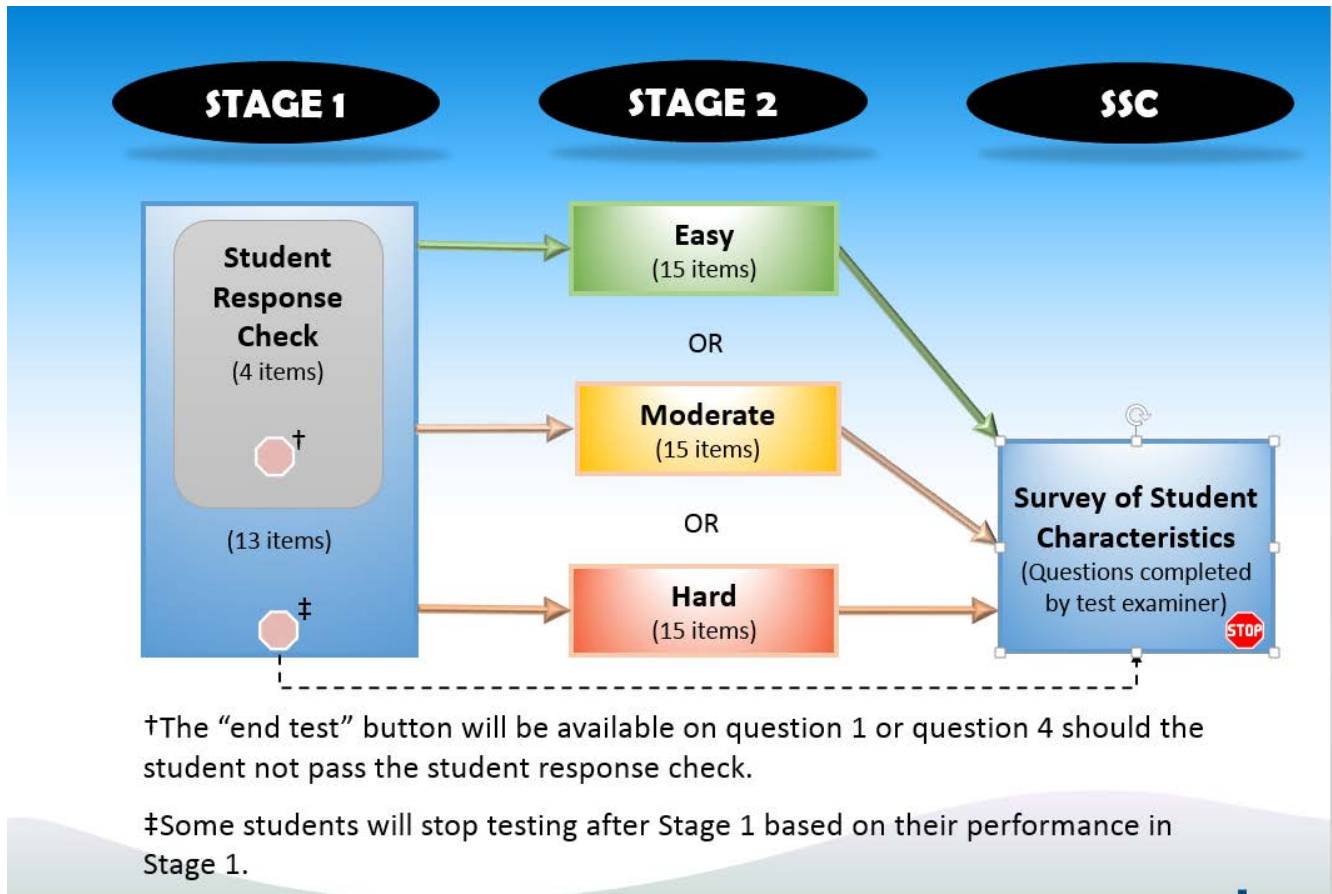 STAGE 1
STAGE 2
SSC
Student
Response
Check
(4 items)
†
(13 items)
‡
Easy
(15 items)
OR
Moderate
(15 items)
OR
Hard
(15 items)
Survey of Student
Characteristics
(Questions completed
by test examiner)
STOP
†The “end test” button will be available on question 1 or question 4 should the
student not pass the student response check.
‡Some students will stop testing after Stage 1 based on their performance in
Stage 1.